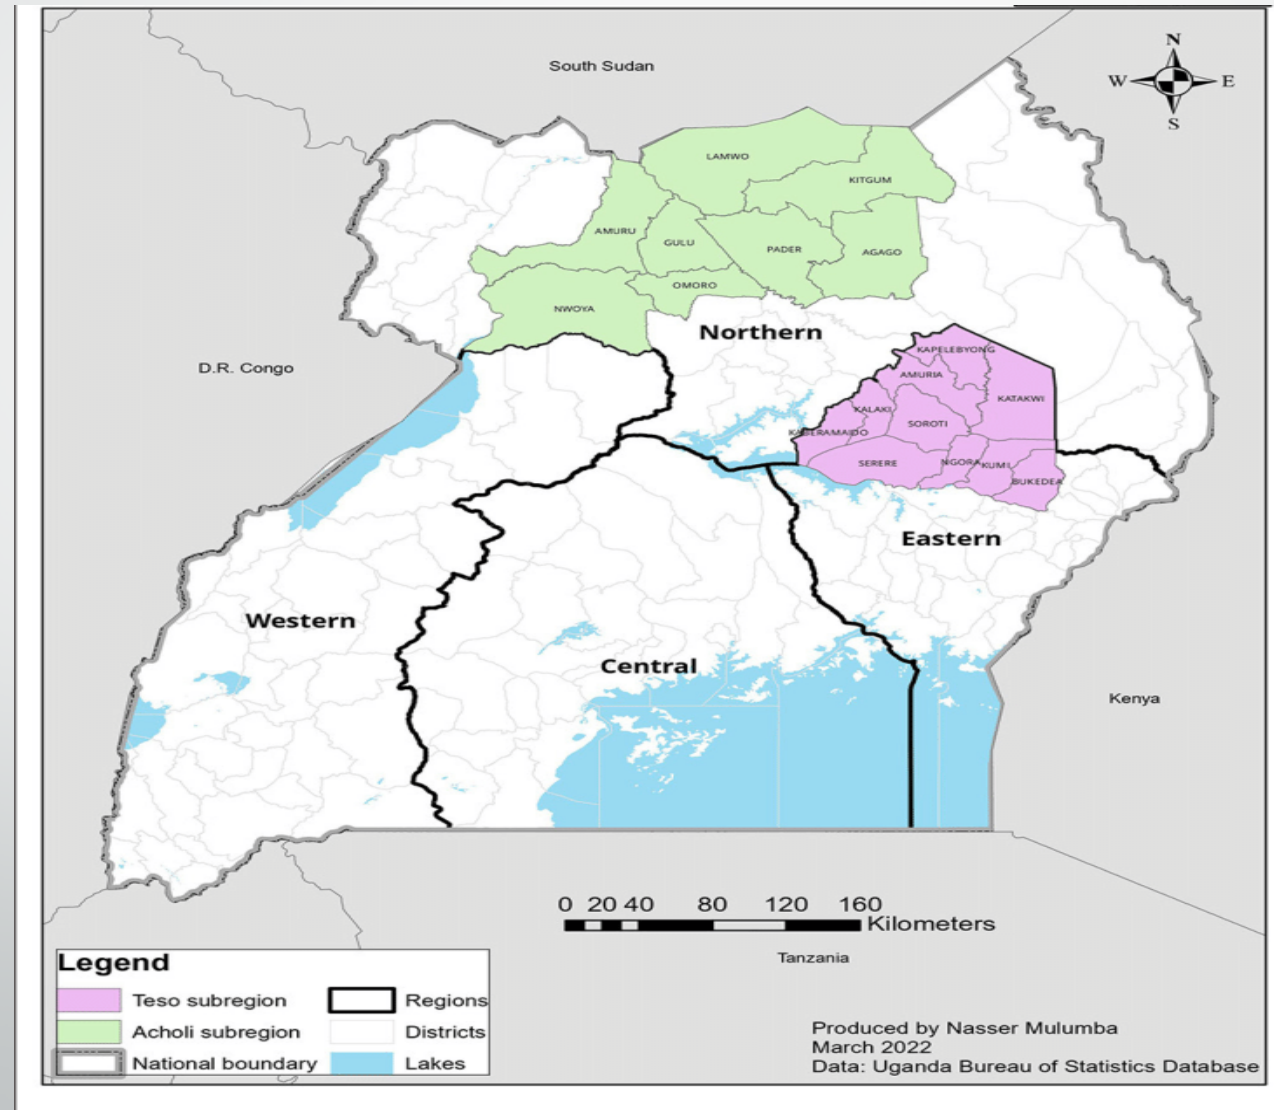 N
W E
S
South Sudan
LAMWO
KITGUM
AMURU
GULU
PADER
AGAGO
OMORO
NWOYA
Northern
D.R. Congo
KAPELEBYONG
AMURIA
KATAKWI
KALAKI
SOROTI
KABERAMAIDO
SERERE
NGORA
KUMI
BUKEDEA
Eastern
Western
Central
Kenya
0 20 40 80 120 160
Kilometers
Tanzania
Legend
Teso subregion
Regions
Acholi subregion
Districts
National boundary
Lakes
Produced by Nasser Mulumba
March 2022
Data: Uganda Bureau of Statistics Database